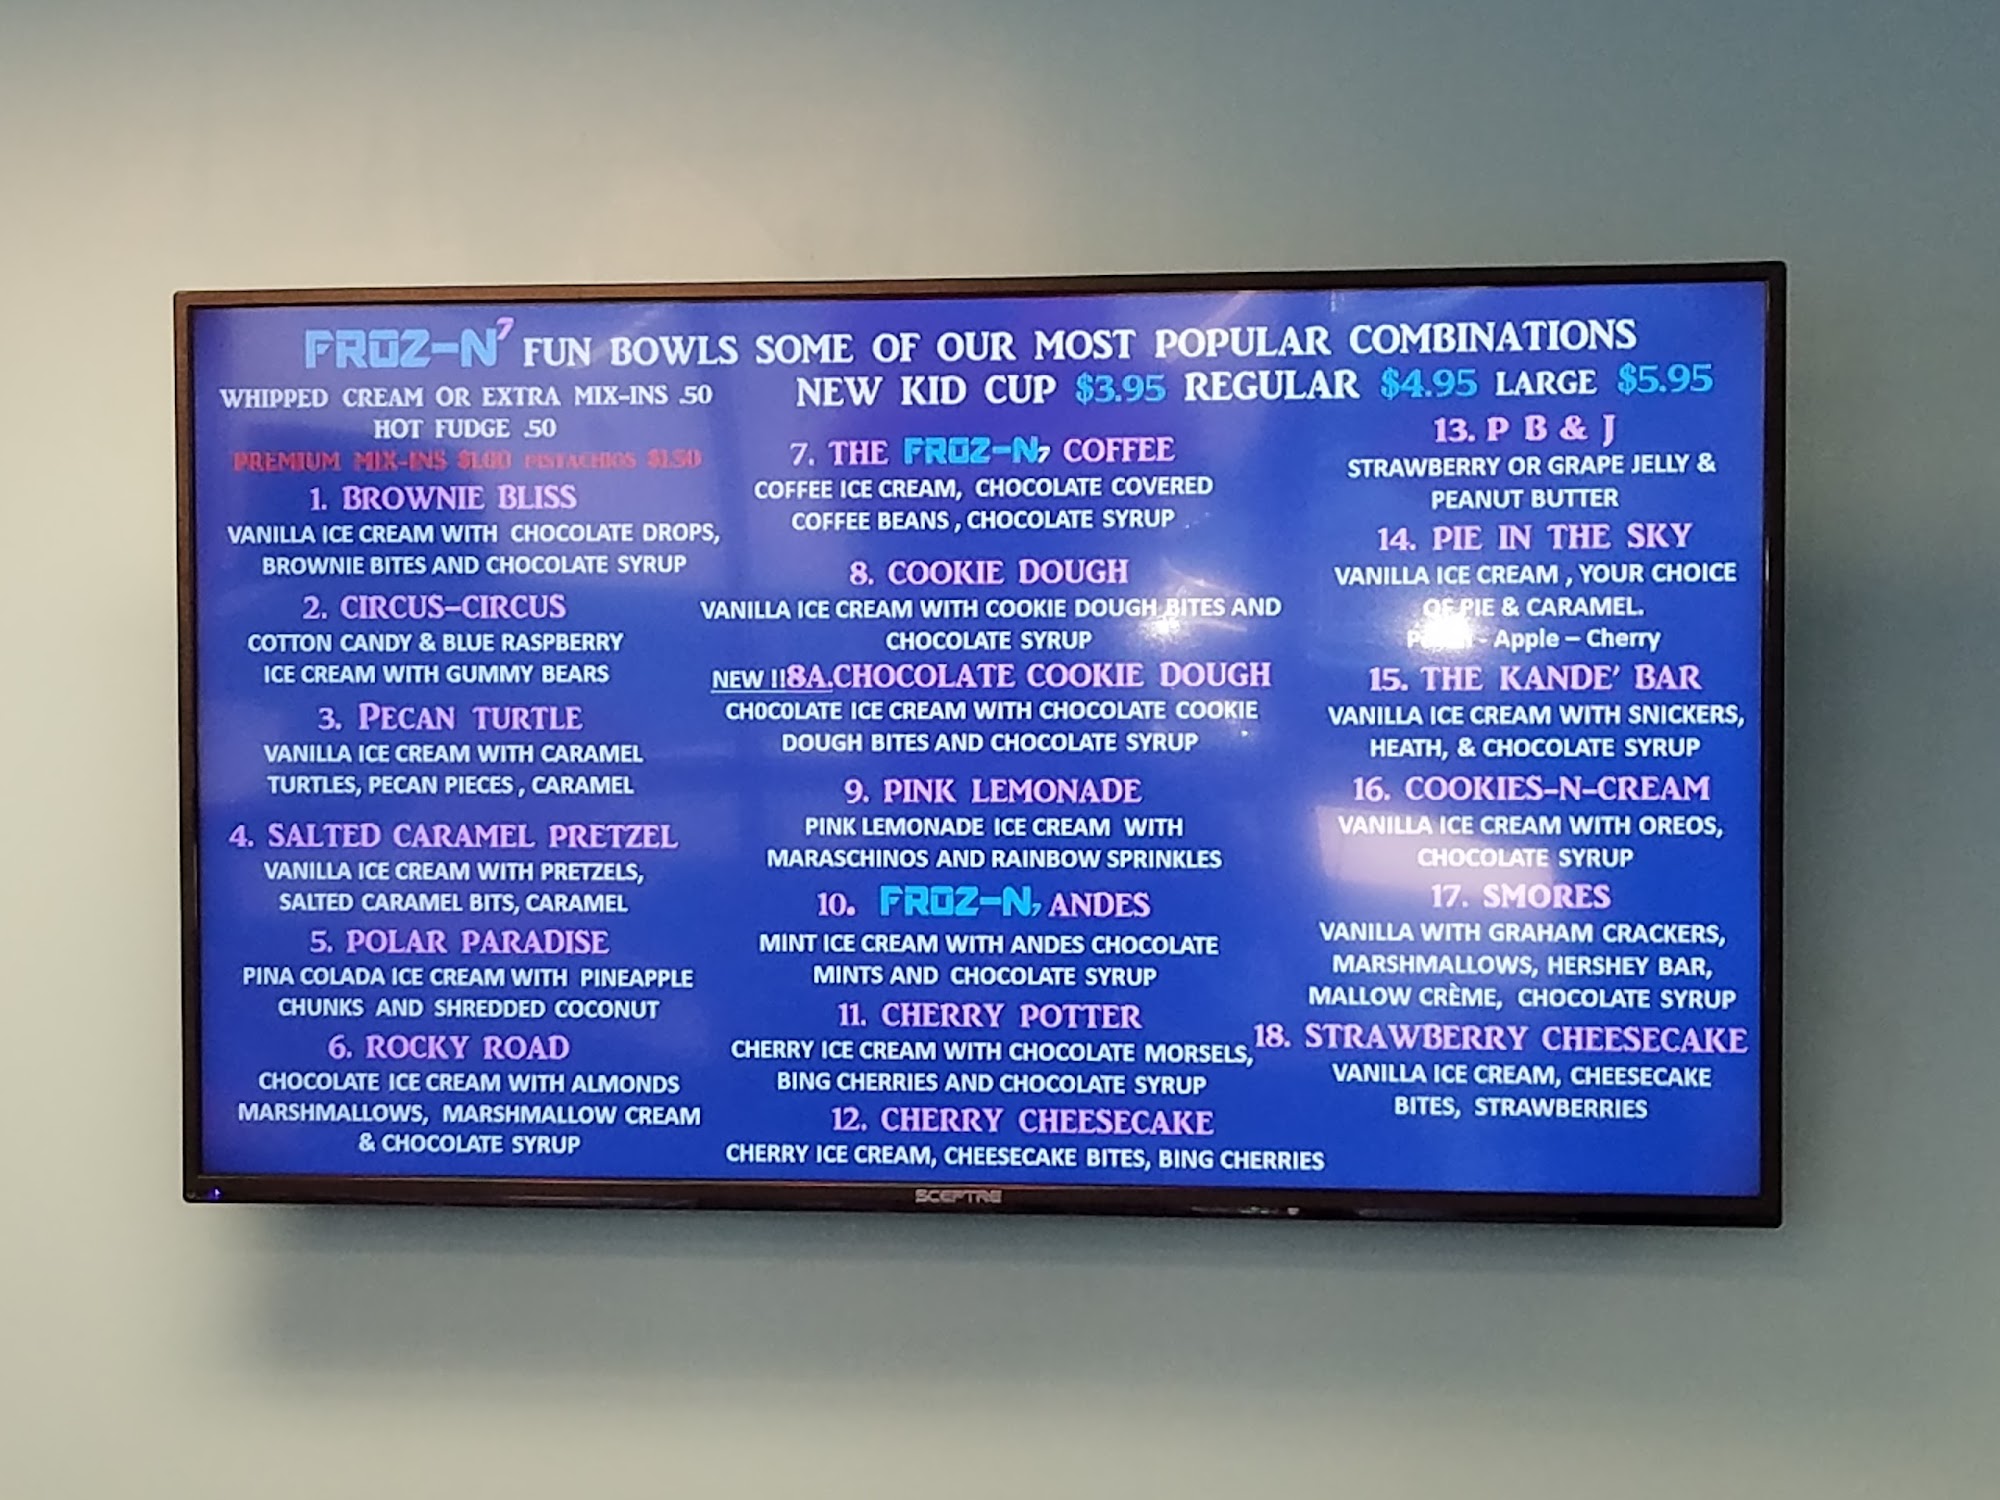 FROZ-N7 FUN BOWLS SOME OF OUR MOST POPULAR COMBINATIONS
NEW KID CUP $3.95 REGULAR $4.95 LARGE $5.95
WHIPPED CREAM OR EXTRA MIX-INS .50
HOT FUDGE .50
PREMIUM MIX-INS $1.00 PISTACHIOS $1.50
1. BROWNIE BLISS
VANILLA ICE CREAM WITH CHOCOLATE DROPS,
BROWNIE BITES AND CHOCOLATE SYRUP
2. CIRCUS-CIRCUS
COTTON CANDY & BLUE RASPBERRY
ICE CREAM WITH GUMMY BEARS
3. PECAN TURTLE
VANILLA ICE CREAM WITH CARAMEL
TURTLES, PECAN PIECES , CARAMEL
4. SALTED CARAMEL PRETZEL
VANILLA ICE CREAM WITH PRETZELS,
SALTED CARAMEL BITS, CARAMEL
5. POLAR PARADISE
PINA COLADA ICE CREAM WITH PINEAPPLE
CHUNKS AND SHREDDED COCONUT
6. ROCKY ROAD
CHOCOLATE ICE CREAM WITH ALMONDS
MARSHMALLOWS, MARSHMALLOW CREAM
& CHOCOLATE SYRUP
7. THE FROZ-N7 COFFEE
COFFEE ICE CREAM, CHOCOLATE COVERED
COFFEE BEANS , CHOCOLATE SYRUP
8. COOKIE DOUGH
VANILLA ICE CREAM WITH COOKIE DOUGH BITES AND
CHOCOLATE SYRUP
NEW !!8A.CHOCOLATE COOKIE DOUGH
CHOCOLATE ICE CREAM WITH CHOCOLATE COOKIE
DOUGH BITES AND CHOCOLATE SYRUP
9. PINK LEMONADE
PINK LEMONADE ICE CREAM WITH
MARASCHINOS AND RAINBOW SPRINKLES
10. FROZ-N7 ANDES
MINT ICE CREAM WITH ANDES CHOCOLATE
MINTS AND CHOCOLATE SYRUP
11. CHERRY POTTER
CHERRY ICE CREAM WITH CHOCOLATE MORSELS,
BING CHERRIES AND CHOCOLATE SYRUP
12. CHERRY CHEESECAKE
CHERRY ICE CREAM, CHEESECAKE BITES, BING CHERRIES
13. P B & J
STRAWBERRY OR GRAPE JELLY &
PEANUT BUTTER
14. PIE IN THE SKY
VANILLA ICE CREAM , YOUR CHOICE
OF PIE & CARAMEL.
- Apple – Cherry
15. THE KANDE' BAR
VANILLA ICE CREAM WITH SNICKERS,
HEATH, & CHOCOLATE SYRUP
16. COOKIES-N-CREAM
VANILLA ICE CREAM WITH OREOS,
CHOCOLATE SYRUP
17. SMORES
VANILLA WITH GRAHAM CRACKERS,
MARSHMALLOWS, HERSHEY BAR,
MALLOW CRÈME, CHOCOLATE SYRUP
18. STRAWBERRY CHEESECAKE
VANILLA ICE CREAM, CHEESECAKE
BITES, STRAWBERRIES
SCEPTRE